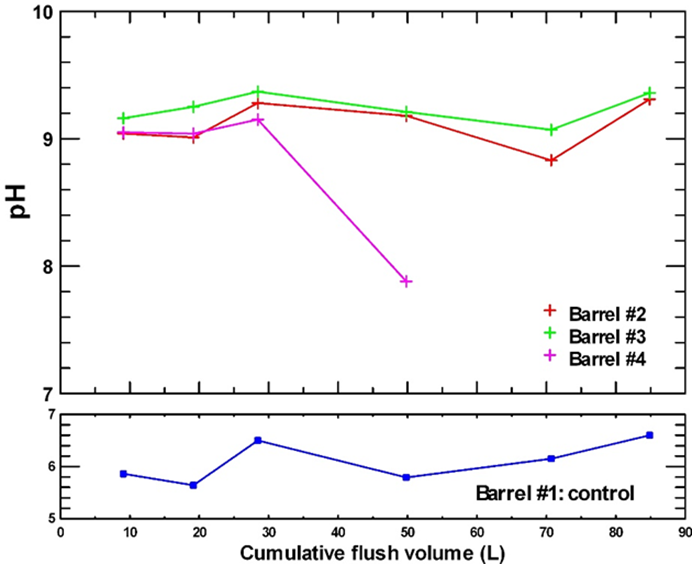 10
9
pH
8
Barrel #2
Barrel #3
Barrel #4
7
7
6
Barrel #1: control
5
0 10 20 30 40 50 60 70 80 90
Cumulative flush volume (L)